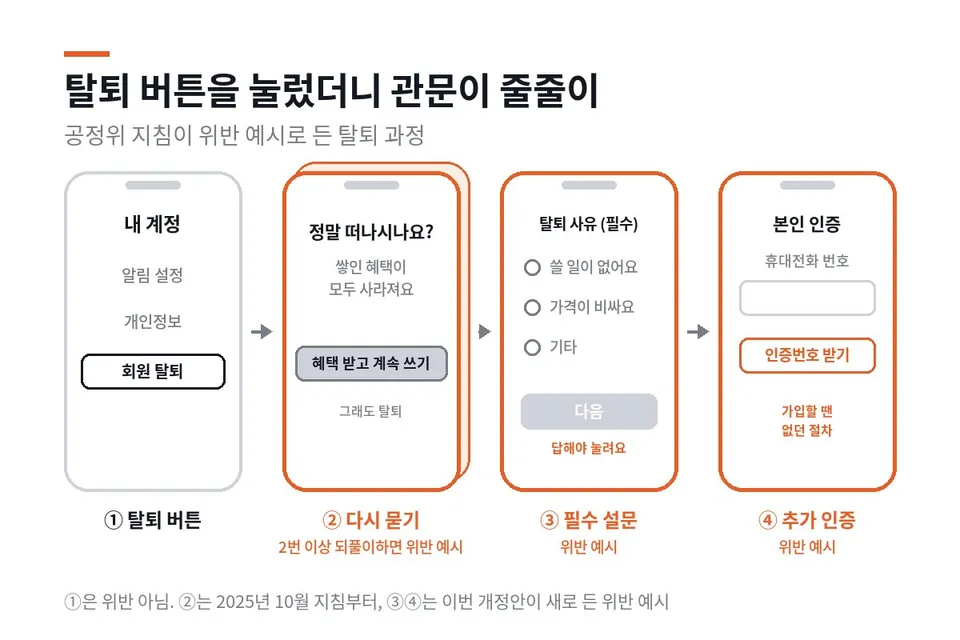 탈퇴 버튼을 눌렀더니 관문이 줄줄이
공정위 지침이 위반 예시로 든 탈퇴 과정
내 계정
알림 설정
개인정보
회원 탈퇴
정말 떠나시나요?
쌓인 혜택이
모두 사라져요
혜택 받고 계속 쓰기
그래도 탈퇴
탈퇴 사유 (필수)
쓸 일이 없어요
가격이 비싸요
기타
다음
답해야 눌려요
본인 인증
휴대전화 번호
인증번호 받기
가입할 땐
없던 절차
① 탈퇴 버튼
② 다시 묻기
2번 이상 되풀이하면 위반 예시
③ 필수 설문
위반 예시
④ 추가 인증
위반 예시
①은 위반 아님. ②는 2025년 10월 지침부터, ③④는 이번 개정안이 새로 든 위반 예시